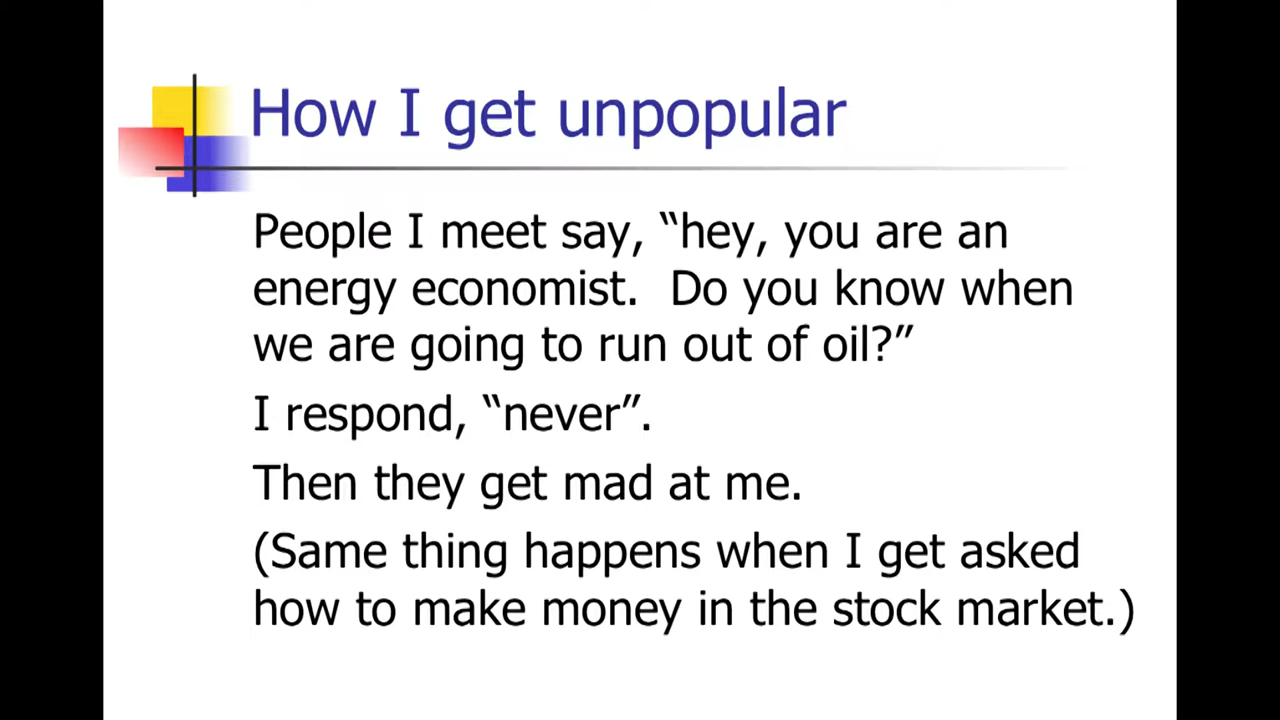 How I get unpopular
People I meet say, “hey, you are an
energy economist.  Do you know when
we are going to run out of oil?”
I respond, “never”.
Then they get mad at me.
(Same thing happens when I get asked
how to make money in the stock market.)